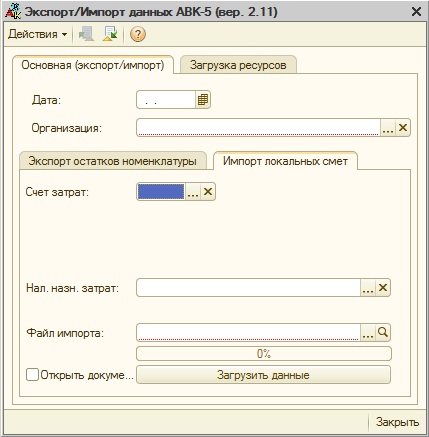 Экспорт/Импорт данных АВК-5 (вер. 2.11)
Действия
Основная (экспорт/импорт) Загрузка ресурсов
Дата: . .
Организация: ...
Экспорт остатков номенклатуры Импорт локальных смет
Счет затрат: ...
Нал. назн. затрат: ...
Файл импорта: ...
0%
Открыть докуме... Загрузить данные
Закрыть